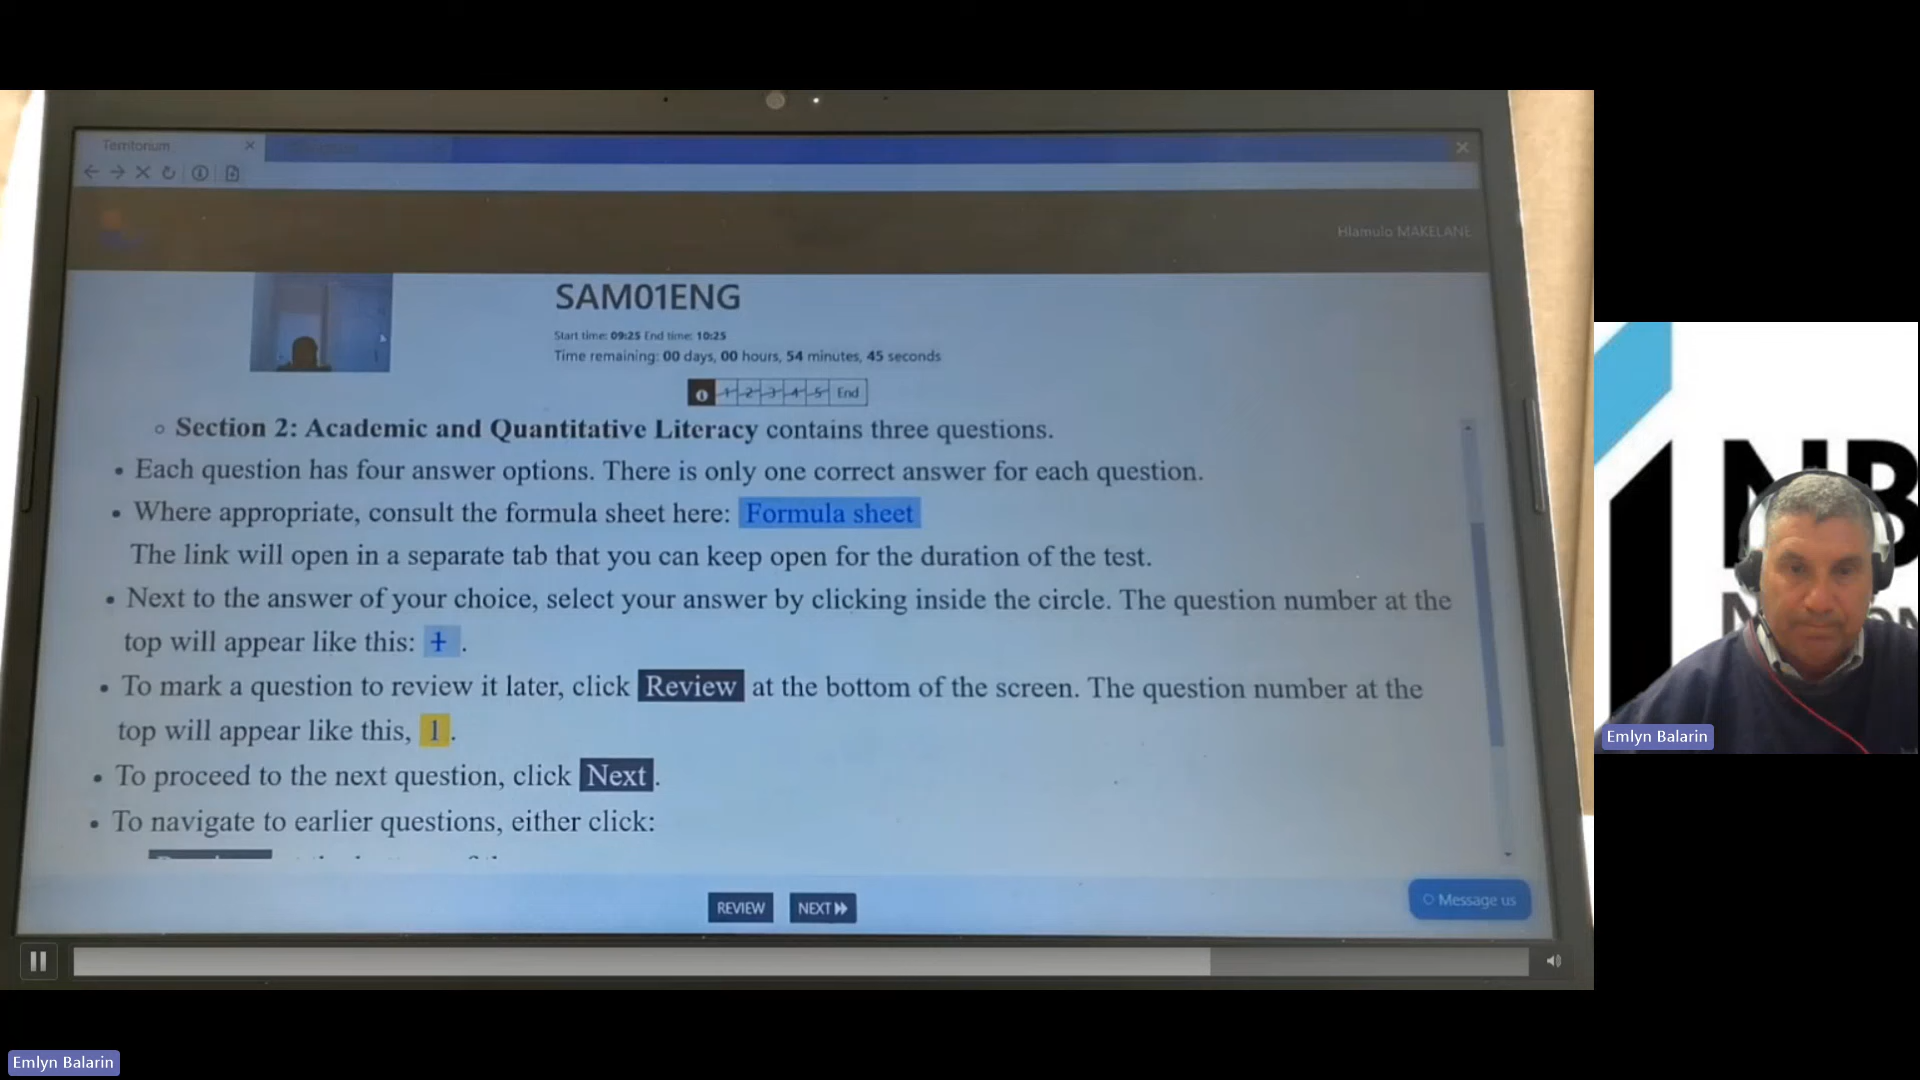 Territorium
Hlamulo MAKELANE
SAM01ENG
Start time: 09:25 End time: 10:25
Time remaining: 00 days, 00 hours, 54 minutes, 45 seconds
1 2 3 4 5 End
Section 2: Academic and Quantitative Literacy contains three questions.
Each question has four answer options. There is only one correct answer for each question.
Where appropriate, consult the formula sheet here: Formula sheet
The link will open in a separate tab that you can keep open for the duration of the test.
Next to the answer of your choice, select your answer by clicking inside the circle. The question number at the
top will appear like this: 1.
To mark a question to review it later, click Review at the bottom of the screen. The question number at the
top will appear like this, 1.
To proceed to the next question, click Next.
To navigate to earlier questions, either click:
REVIEW NEXT
Message us
NB
Emlyn Balarin
Emlyn Balarin